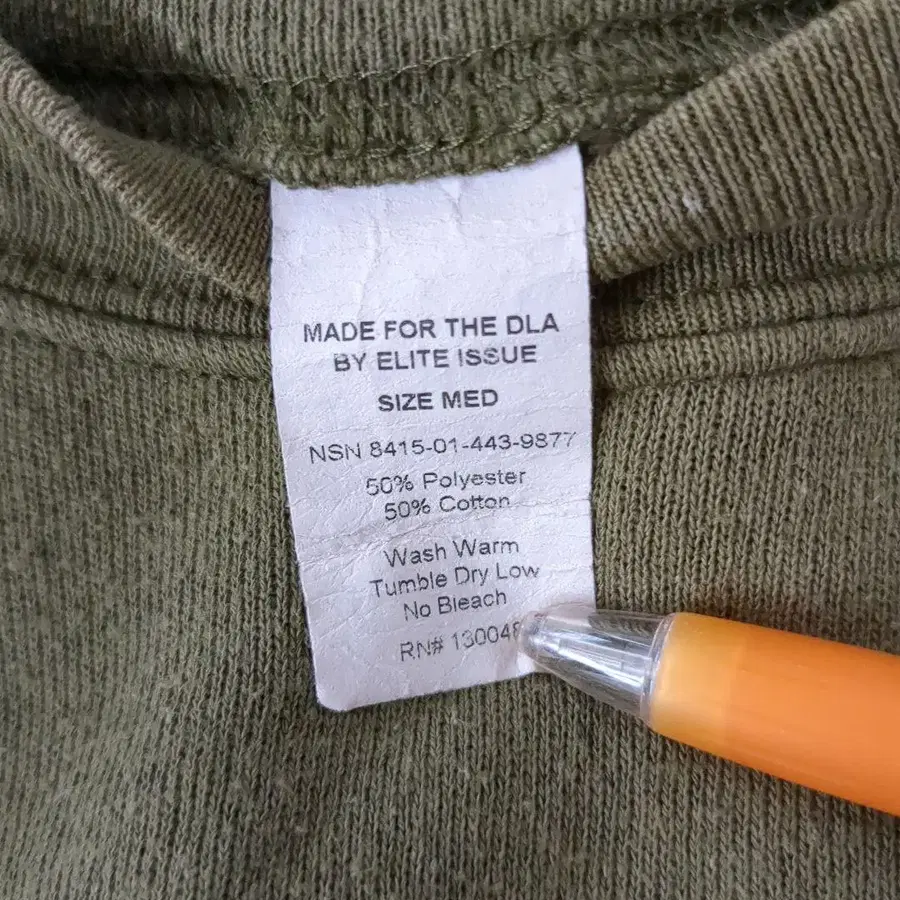 MADE FOR THE DLA
BY ELITE ISSUE
SIZE MED
NSN 8415-01-443-9877
50% Polyester
50% Cotton
Wash Warm
Tumble Dry Low
No Bleach
RN#